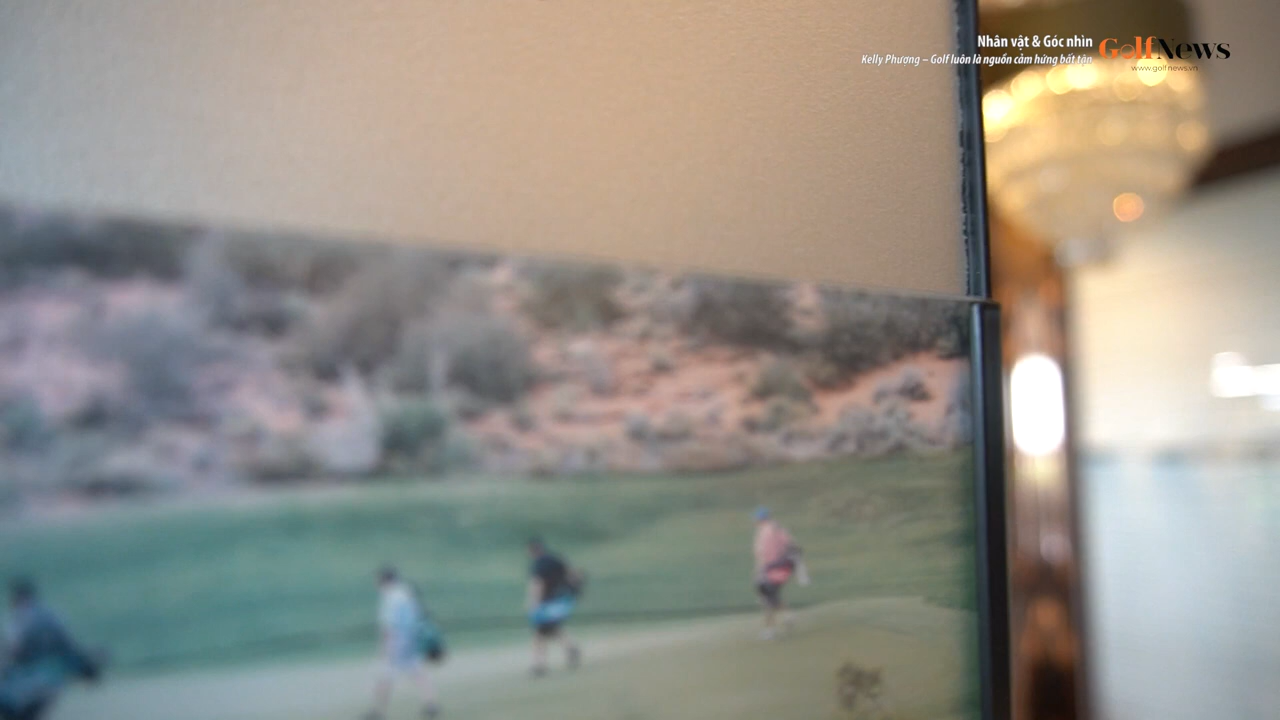 Nhân vật & Góc nhìn
Kelly Phượng – Golf luôn là nguồn cảm hứng bất tận
GolfNews
www.golfnews.vn